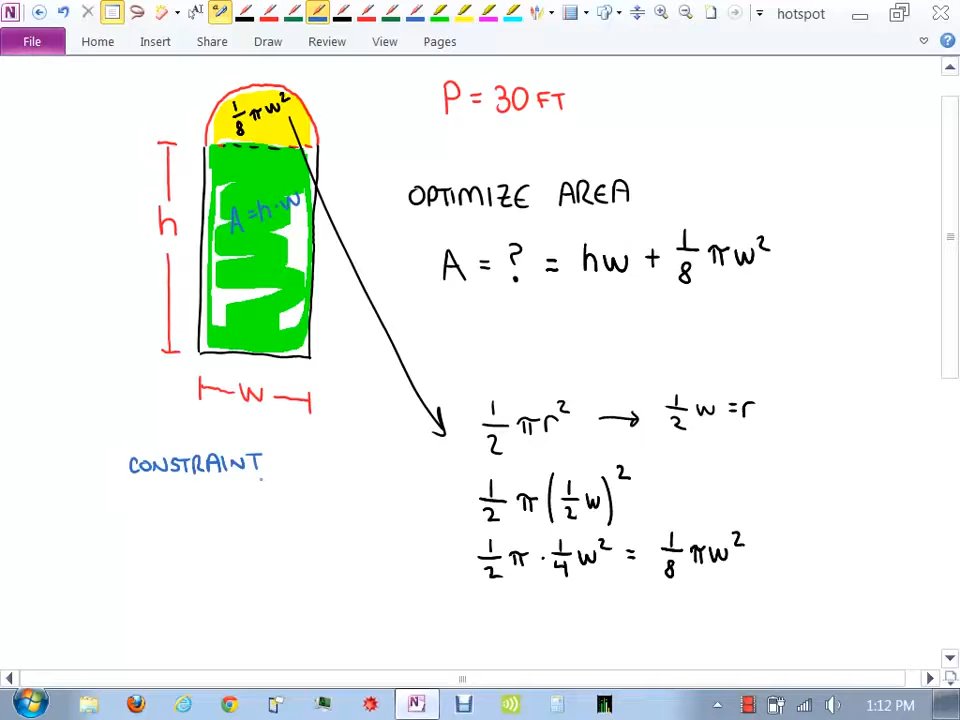 hotspot
File Home Insert Share Draw Review View Pages
1/8 πw²
P = 30 FT
h
A = h·w
OPTIMIZE AREA
A = ? = hw + 1/8 πw²
w
1/2 πr² → 1/2 w = r
CONSTRAINT
1/2 π(1/2 w)²
1/2 π · 1/4 w² = 1/8 πw²
1:12 PM